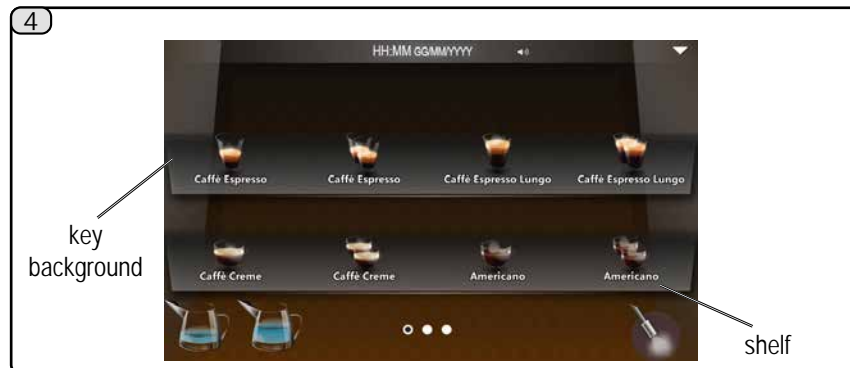 4
HH:MM GG/MM/YYYY
Caffè Espresso Caffè Espresso Caffè Espresso Lungo Caffè Espresso Lungo
key
background
Caffè Creme Caffè Creme Americano Americano
shelf